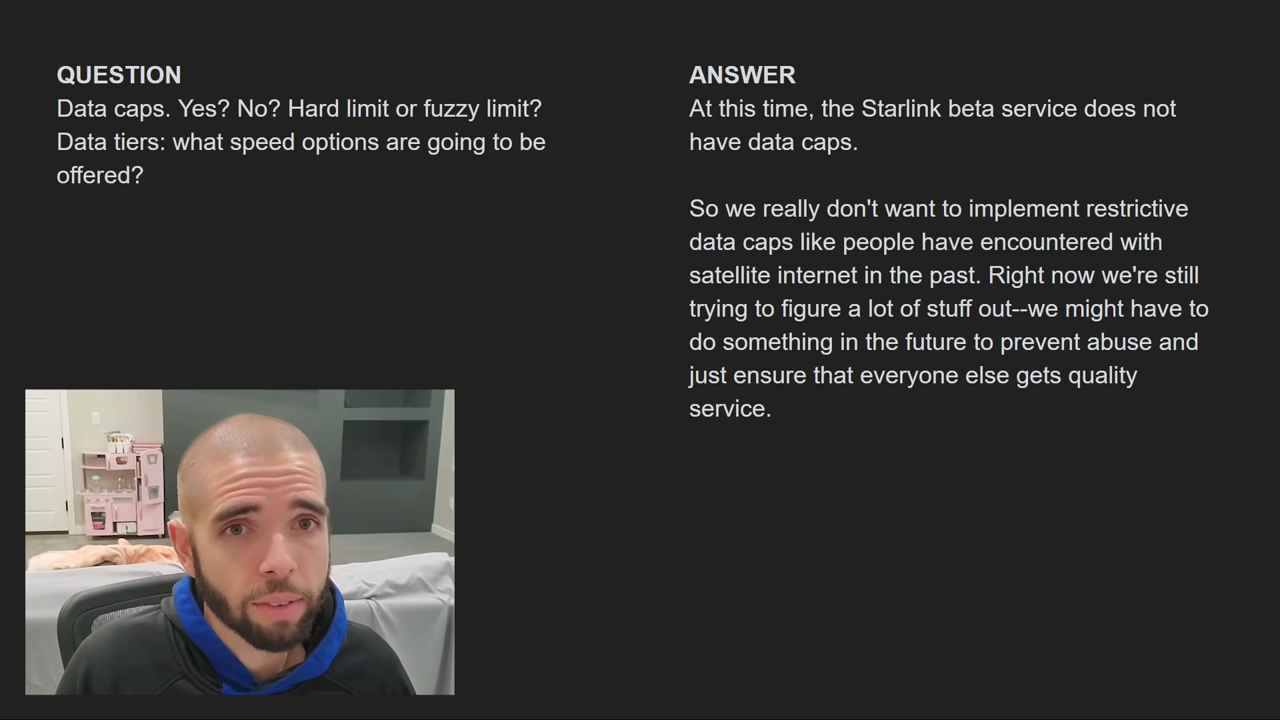 QUESTION
Data caps. Yes? No? Hard limit or fuzzy limit?
Data tiers: what speed options are going to be
offered?
ANSWER
At this time, the Starlink beta service does not
have data caps.
So we really don't want to implement restrictive
data caps like people have encountered with
satellite internet in the past. Right now we're still
trying to figure a lot of stuff out--we might have to
do something in the future to prevent abuse and
just ensure that everyone else gets quality
service.